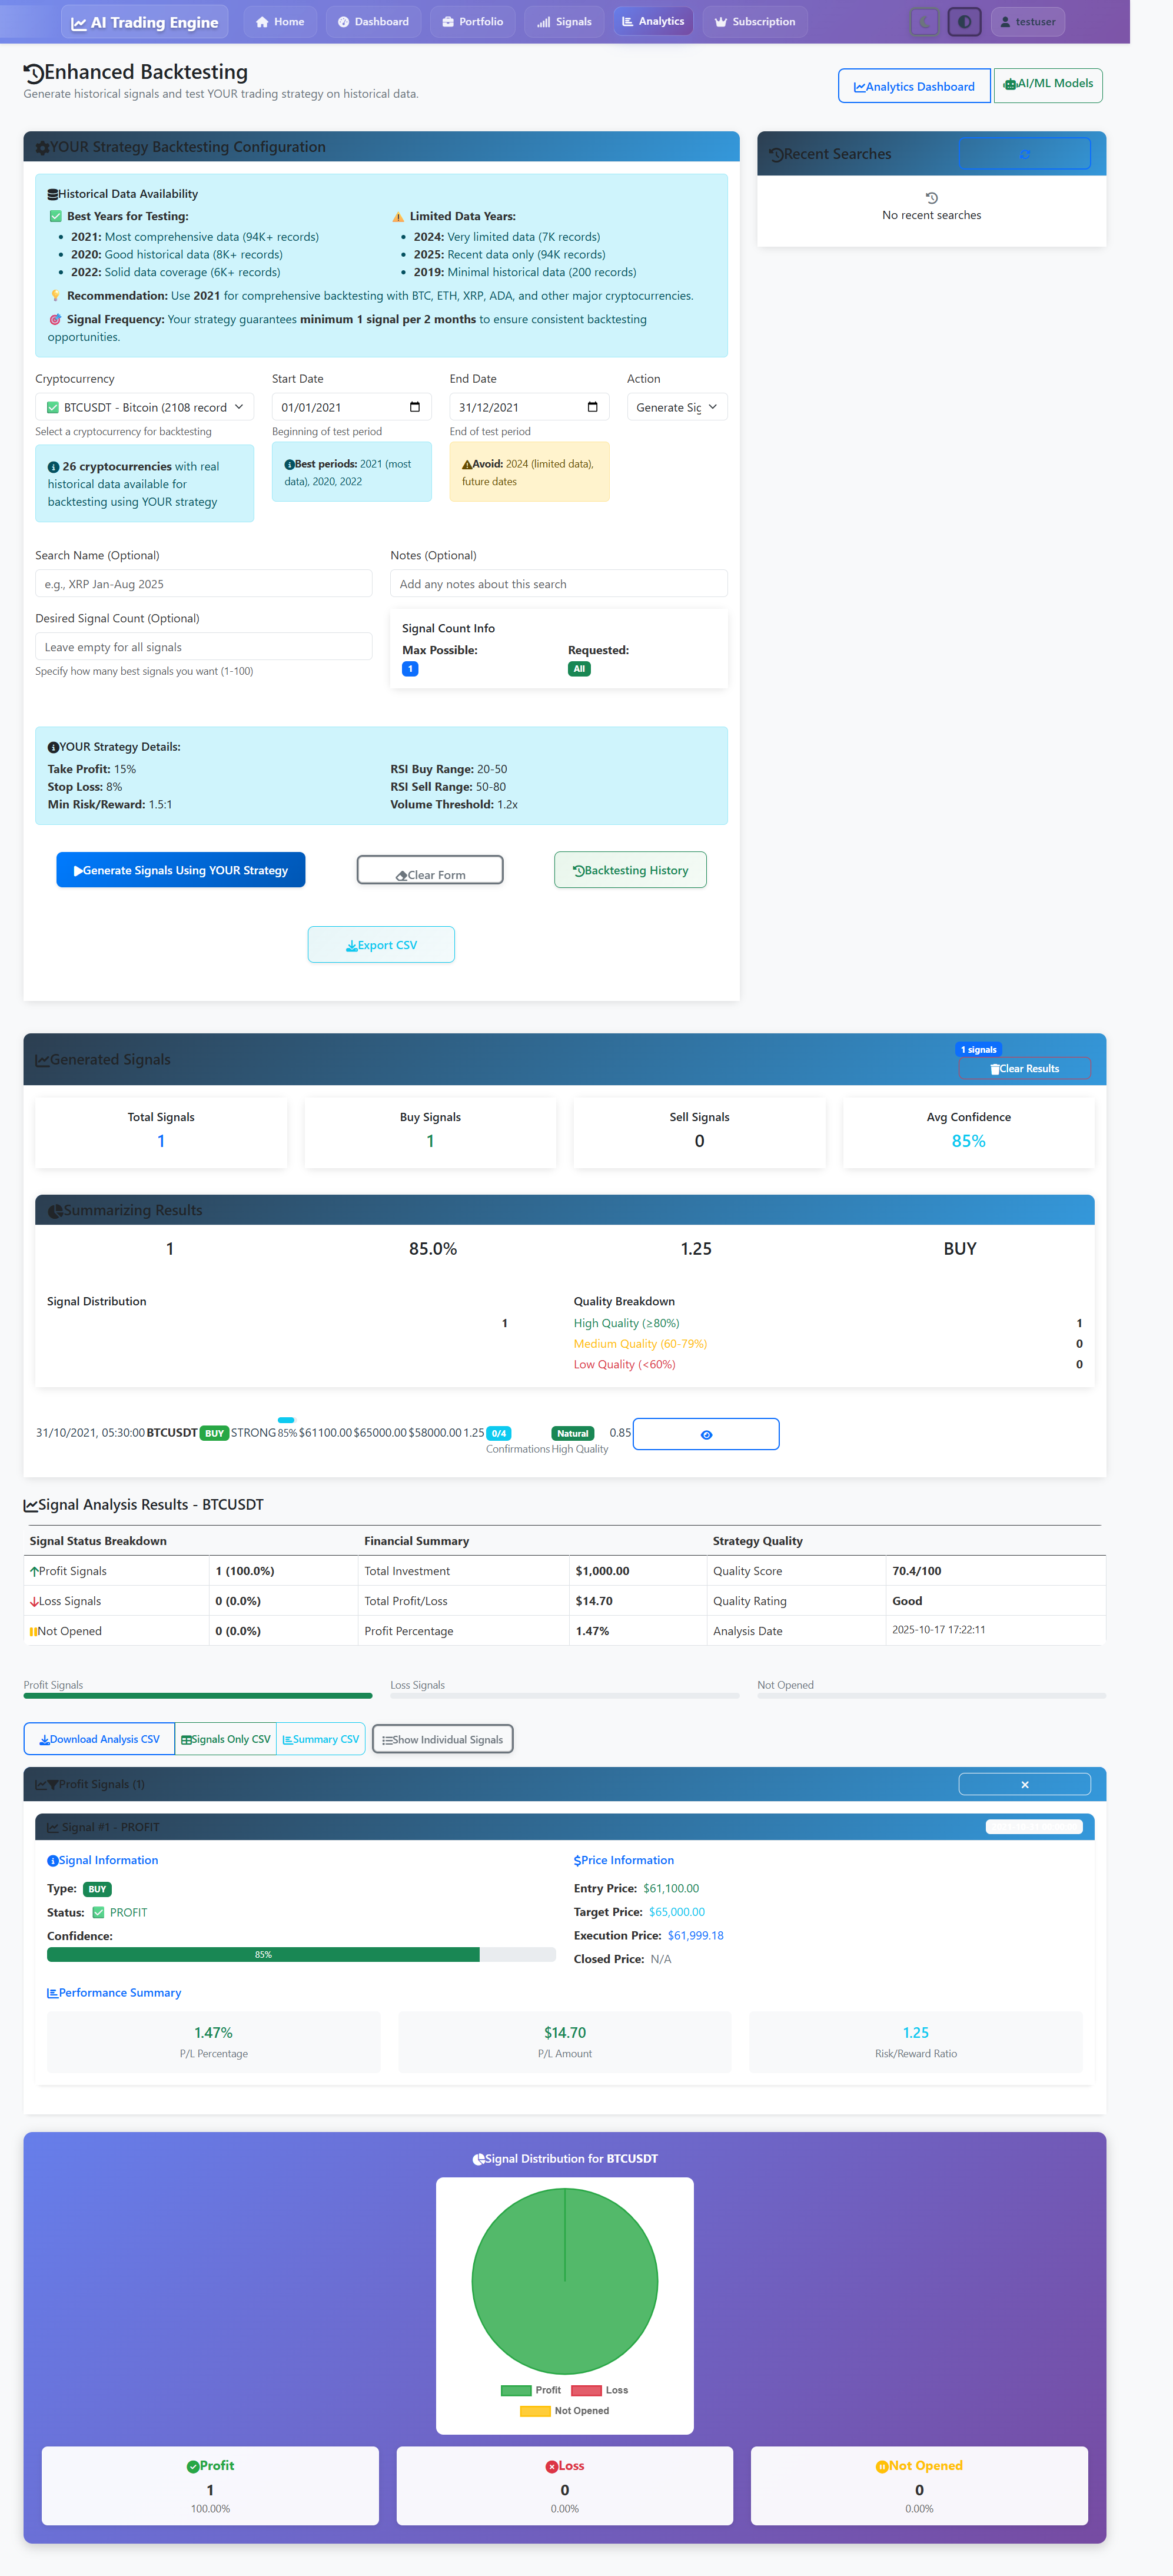 AI Trading Engine
Home
Dashboard
Portfolio
Signals
Analytics
Subscription
testuser
Enhanced Backtesting
Generate historical signals and test YOUR trading strategy on historical data.
Analytics Dashboard
AI/ML Models
YOUR Strategy Backtesting Configuration
Historical Data Availability
✅ Best Years for Testing:
• 2021: Most comprehensive data (94K+ records)
• 2020: Good historical data (8K+ records)
• 2022: Solid data coverage (6K+ records)
⚠️ Limited Data Years:
• 2024: Very limited data (7K records)
• 2025: Recent data only (94K records)
• 2019: Minimal historical data (200 records)
💡 Recommendation: Use 2021 for comprehensive backtesting with BTC, ETH, XRP, ADA, and other major cryptocurrencies.
🎯 Signal Frequency: Your strategy guarantees minimum 1 signal per 2 months to ensure consistent backtesting
opportunities.
Cryptocurrency
✅ BTCUSDT - Bitcoin (2108 record
Select a cryptocurrency for backtesting
26 cryptocurrencies with real
historical data available for
backtesting using YOUR strategy
Start Date
01/01/2021
Beginning of test period
Best periods: 2021 (most
data), 2020, 2022
End Date
31/12/2021
End of test period
Avoid: 2024 (limited data),
future dates
Action
Generate Sig
Search Name (Optional)
e.g., XRP Jan-Aug 2025
Notes (Optional)
Add any notes about this search
Desired Signal Count (Optional)
Leave empty for all signals
Specify how many best signals you want (1-100)
Signal Count Info
Max Possible:
1
Requested:
All
YOUR Strategy Details:
Take Profit: 15%
Stop Loss: 8%
Min Risk/Reward: 1.5:1
RSI Buy Range: 20-50
RSI Sell Range: 50-80
Volume Threshold: 1.2x
Generate Signals Using YOUR Strategy
Clear Form
Backtesting History
Export CSV
Recent Searches
No recent searches
Generated Signals
1 signals
Clear Results
Total Signals
1
Buy Signals
1
Sell Signals
0
Avg Confidence
85%
Summarizing Results
1
85.0%
1.25
BUY
Signal Distribution
1
Quality Breakdown
High Quality (≥80%) 1
Medium Quality (60-79%) 0
Low Quality (<60%) 0
31/10/2021, 05:30:00 BTCUSDT BUY STRONG 85% $61100.00 $65000.00 $58000.00 1.25 0/4 Natural 0.85
Confirmations High Quality
Signal Analysis Results - BTCUSDT
Signal Status Breakdown Financial Summary Strategy Quality
Profit Signals 1 (100.0%) Total Investment $1,000.00 Quality Score 70.4/100
Loss Signals 0 (0.0%) Total Profit/Loss $14.70 Quality Rating Good
Not Opened 0 (0.0%) Profit Percentage 1.47% Analysis Date 2025-10-17 17:22:11
Profit Signals
Loss Signals
Not Opened
Download Analysis CSV
Signals Only CSV
Summary CSV
Show Individual Signals
Profit Signals (1)
Signal #1 - PROFIT
Signal Information
Type: BUY
Status: ✅ PROFIT
Confidence:
85%
Price Information
Entry Price: $61,100.00
Target Price: $65,000.00
Execution Price: $61,999.18
Closed Price: N/A
Performance Summary
1.47%
P/L Percentage
$14.70
P/L Amount
1.25
Risk/Reward Ratio
Signal Distribution for BTCUSDT
Profit
Loss
Not Opened
Profit
1
100.00%
Loss
0
0.00%
Not Opened
0
0.00%